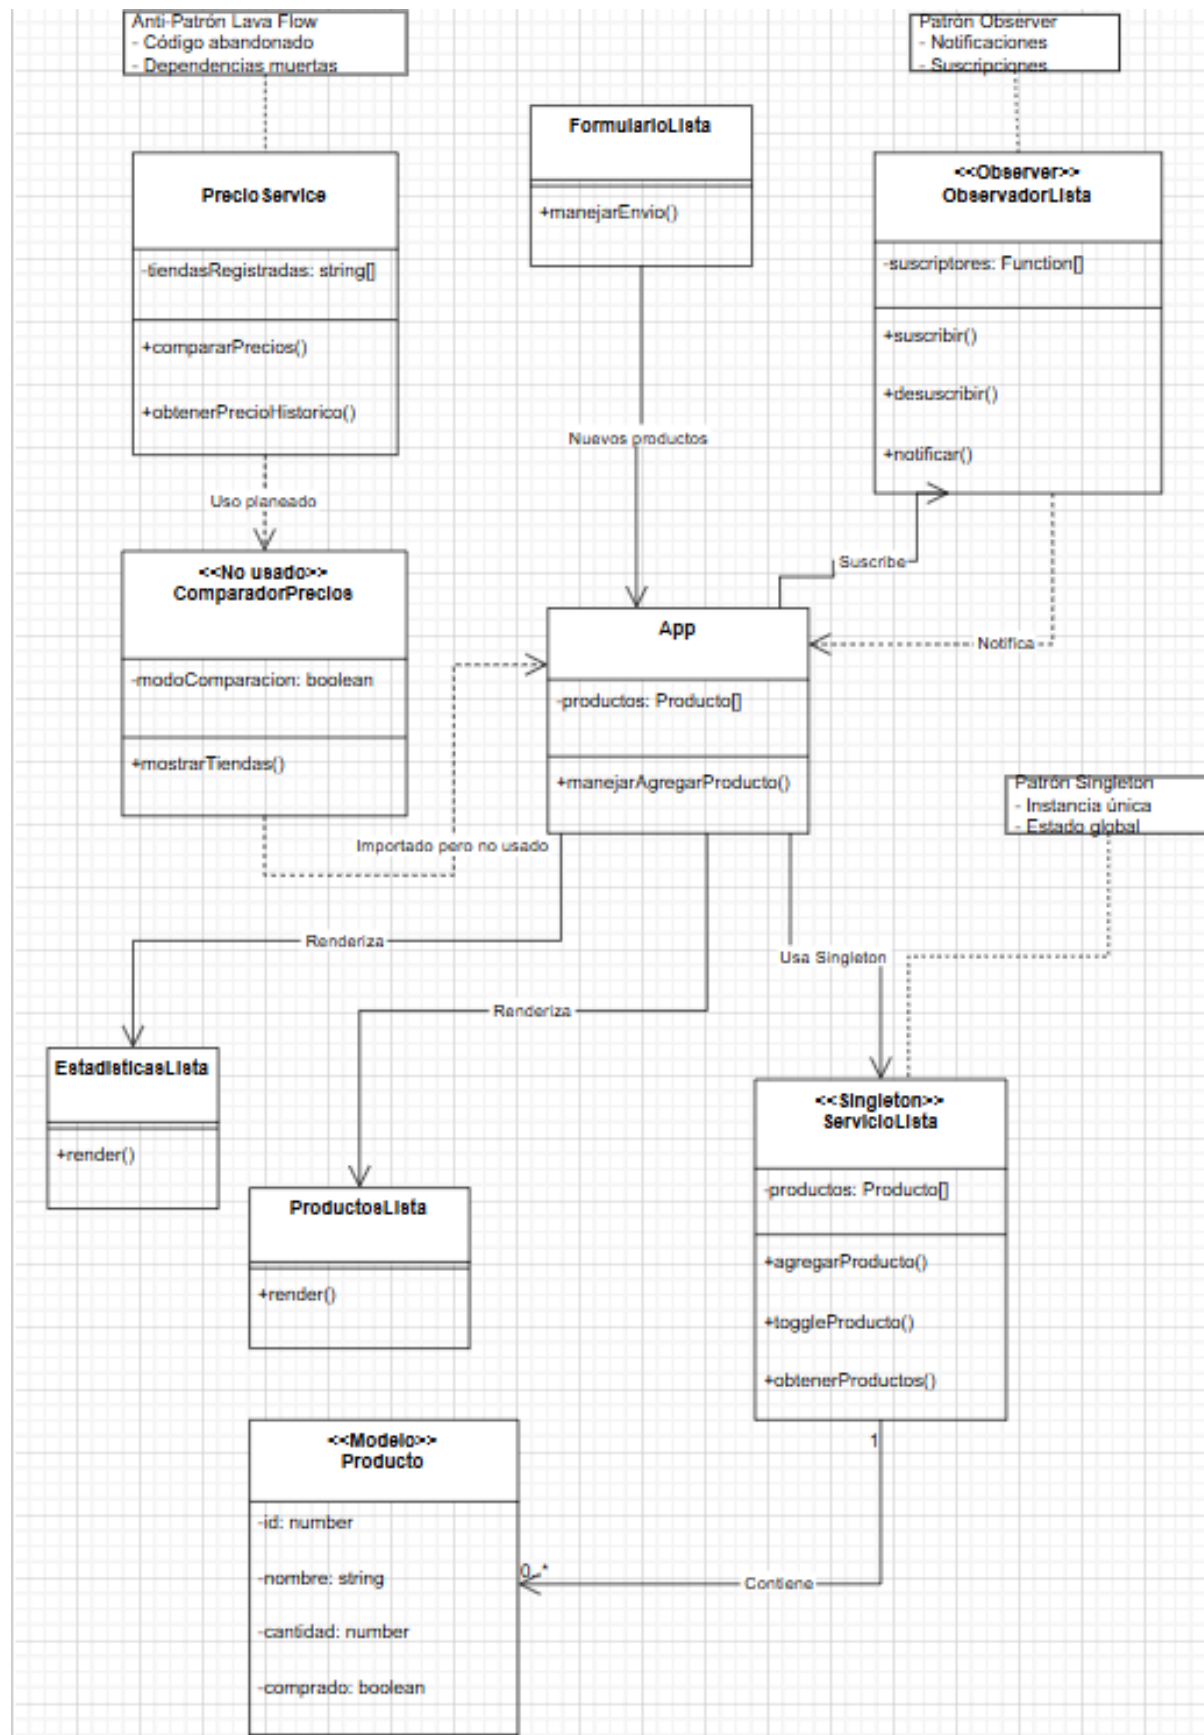 Anti-Patrón Lava Flow
- Código abandonado
- Dependencias muertas
Patrón Observer
- Notificaciones
- Suscripciones
FormularioLista
+manejarEnvio()
PrecioService
-tiendasRegistradas: string[]
+compararPrecios()
+obtenerPrecioHistorico()
<<Observer>>
ObservadorLista
-suscriptores: Function[]
+suscribir()
+desuscribir()
+notificar()
Nuevos productos
Uso planeado
Suscribe
Notifica
<<No usado>>
ComparadorPrecios
-modoComparacion: boolean
+mostrarTiendas()
App
-productos: Producto[]
+manejarAgregarProducto()
Patrón Singleton
- Instancia única
- Estado global
Importado pero no usado
Renderiza
Usa Singleton
Renderiza
EstadisticasLista
+render()
ProductosLista
+render()
<<Singleton>>
ServicioLista
-productos: Producto[]
+agregarProducto()
+toggleProducto()
+obtenerProductos()
1
0..*
Contiene
<<Modelo>>
Producto
-id: number
-nombre: string
-cantidad: number
-comprado: boolean